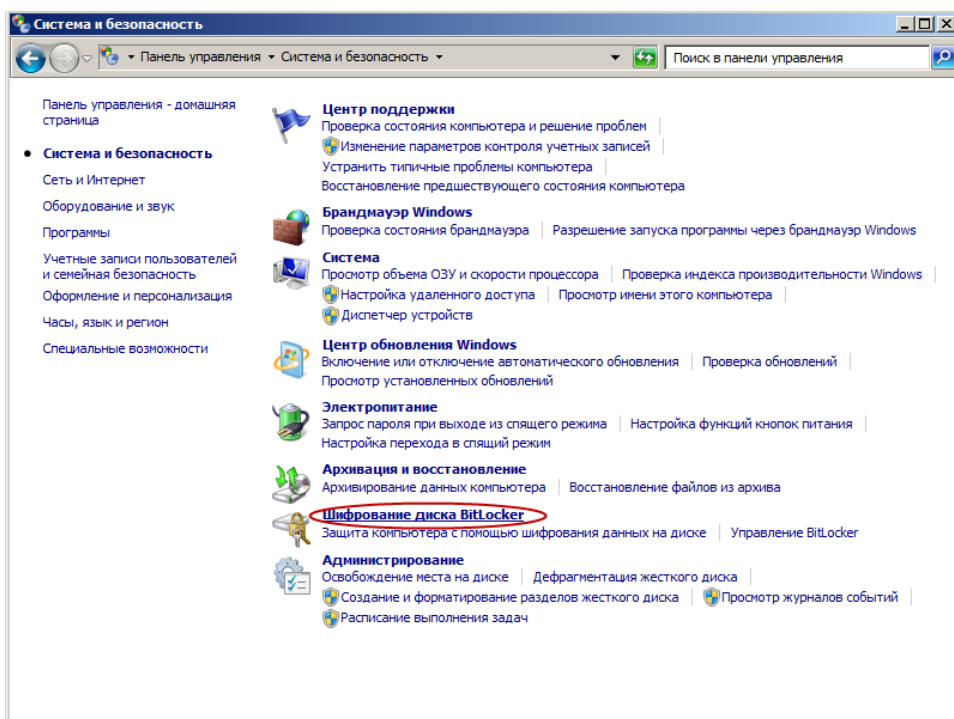 Система и безопасность
Панель управления Система и безопасность
Поиск в панели управления
Панель управления - домашняя
страница
Система и безопасность
Сеть и Интернет
Оборудование и звук
Программы
Учетные записи пользователей
и семейная безопасность
Оформление и персонализация
Часы, язык и регион
Специальные возможности
Центр поддержки
Проверка состояния компьютера и решение проблем
Изменение параметров контроля учетных записей
Устранить типичные проблемы компьютера
Восстановление предшествующего состояния компьютера
Брандмауэр Windows
Проверка состояния брандмауэра Разрешение запуска программы через брандмауэр Windows
Система
Просмотр объема ОЗУ и скорости процессора Проверка индекса производительности Windows
Настройка удаленного доступа Просмотр имени этого компьютера
Диспетчер устройств
Центр обновления Windows
Включение или отключение автоматического обновления Проверка обновлений
Просмотр установленных обновлений
Электропитание
Запрос пароля при выходе из спящего режима Настройка функций кнопок питания
Настройка перехода в спящий режим
Архивация и восстановление
Архивирование данных компьютера Восстановление файлов из архива
Шифрование диска BitLocker
Защита компьютера с помощью шифрования данных на диске Управление BitLocker
Администрирование
Освобождение места на диске Дефрагментация жесткого диска
Создание и форматирование разделов жесткого диска Просмотр журналов событий
Расписание выполнения задач